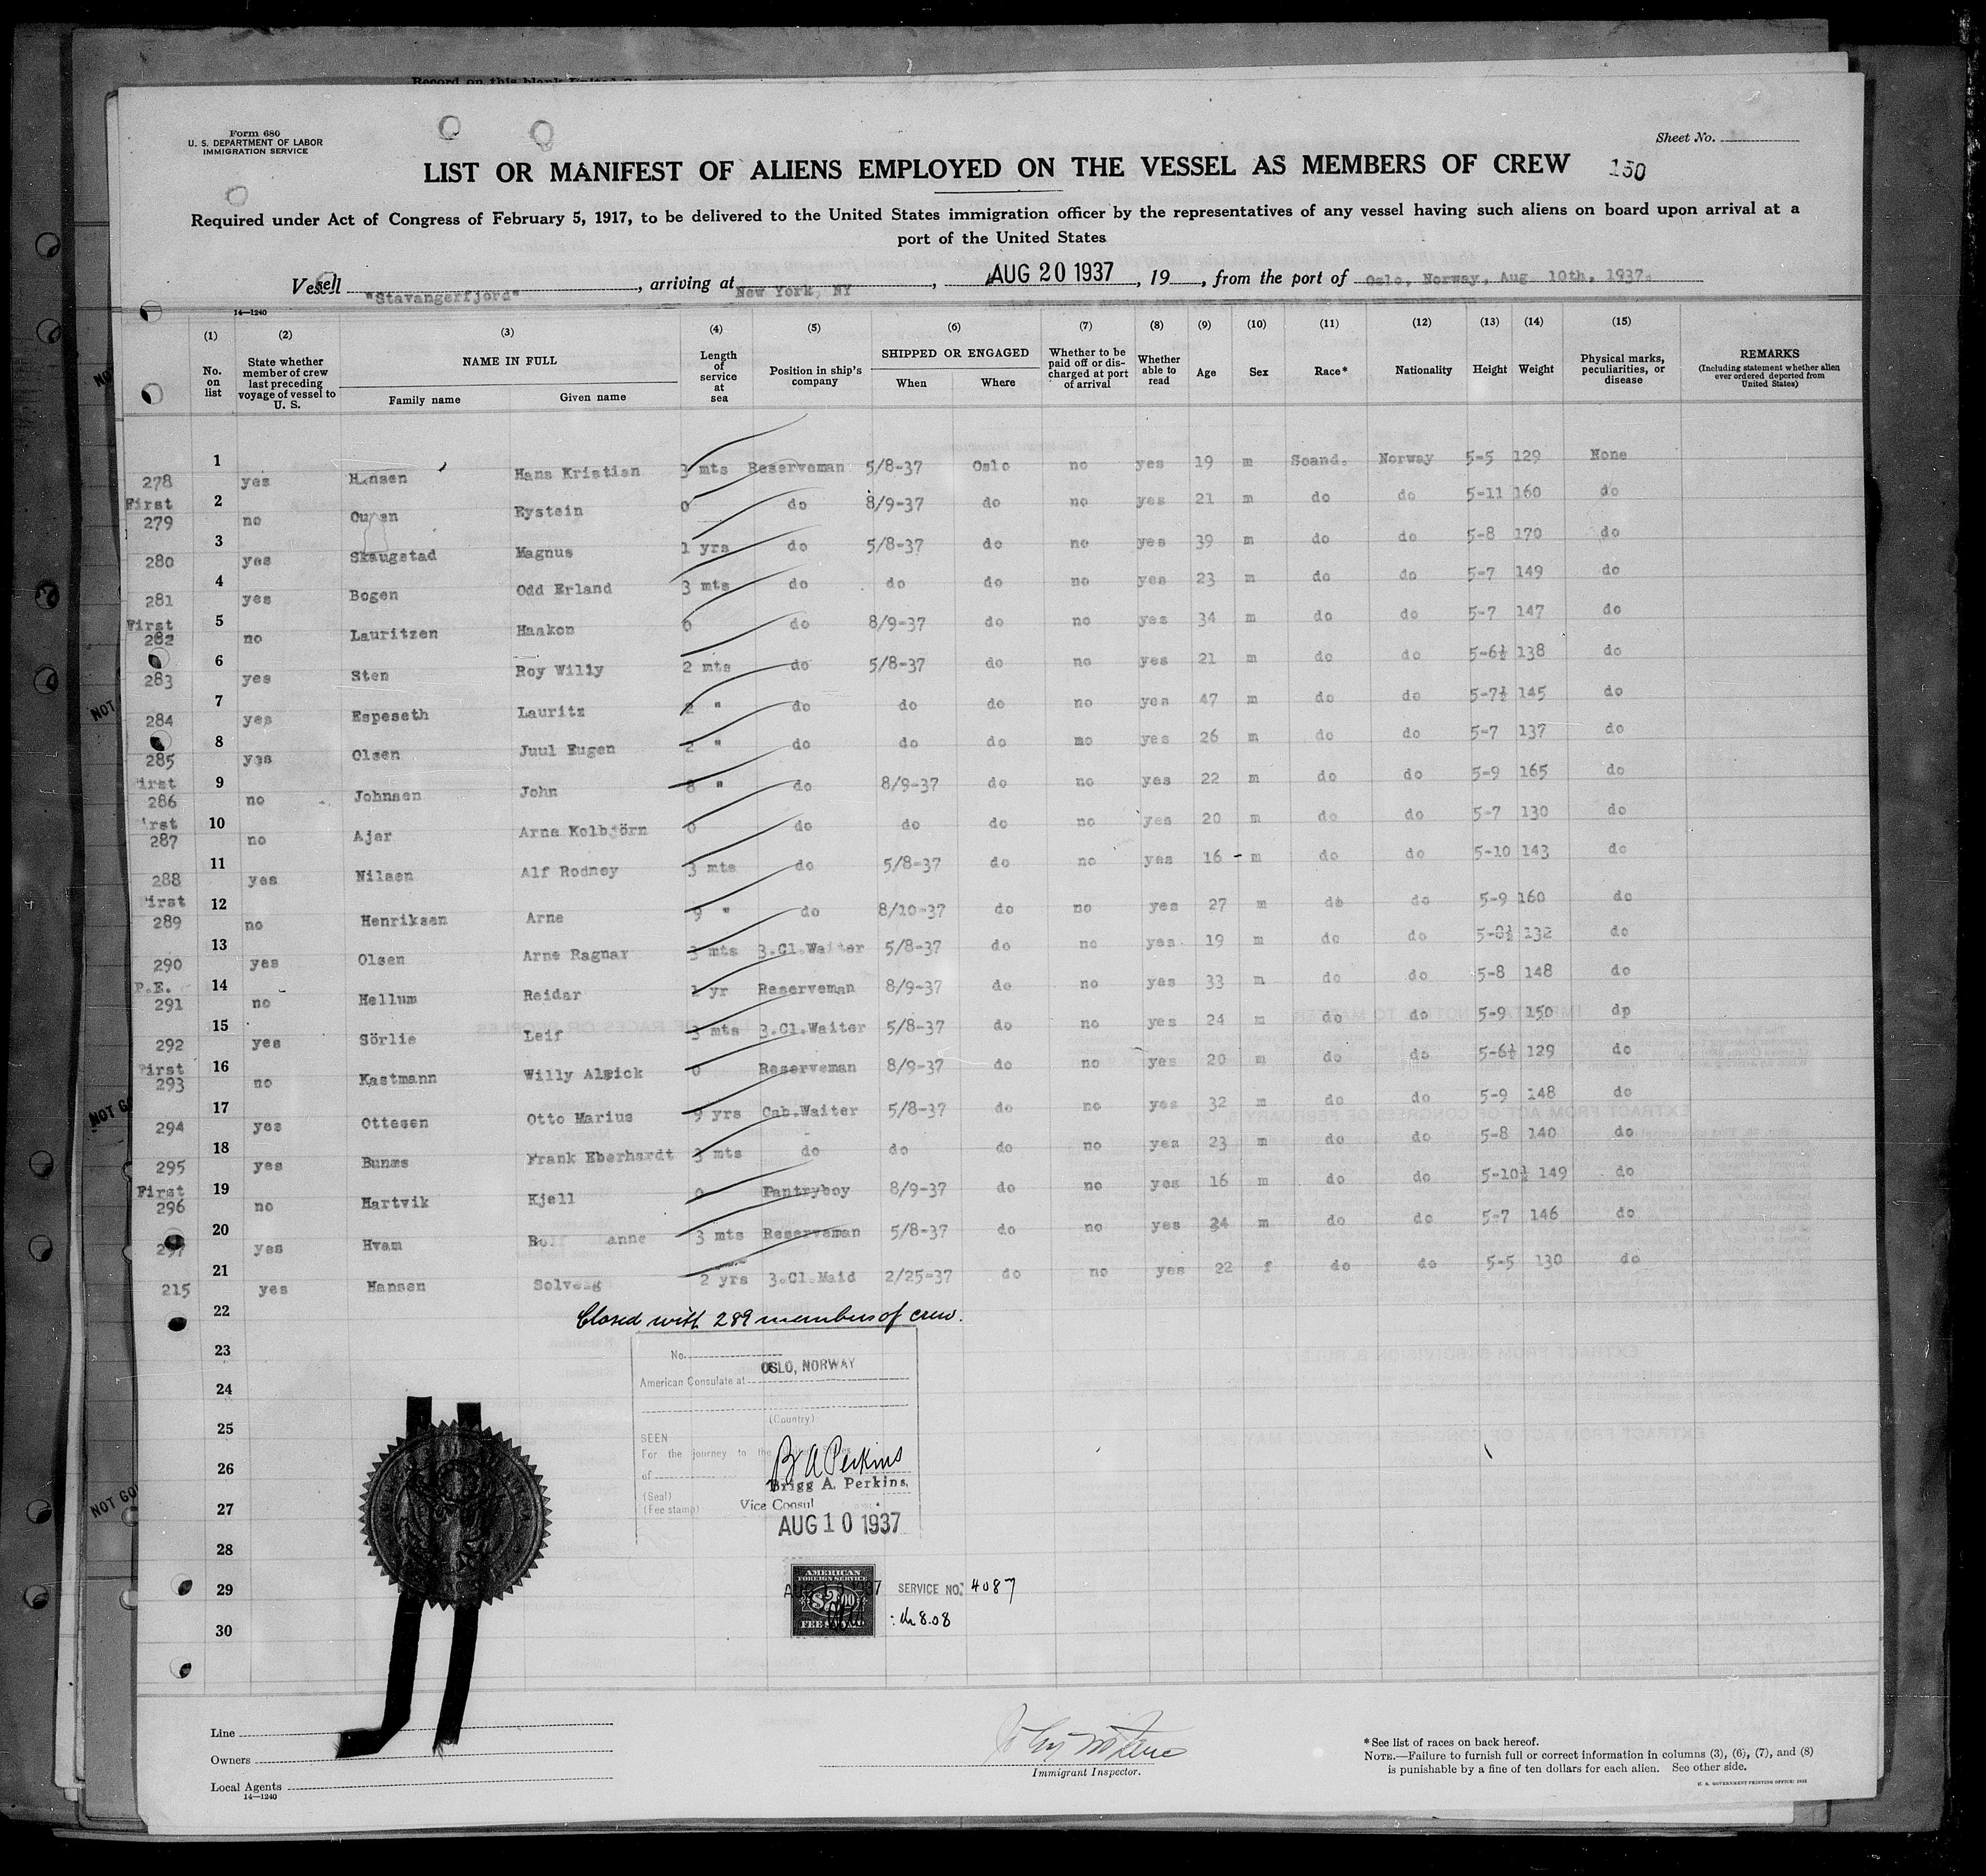 Record on this blank United S
Form 680
U. S. DEPARTMENT OF LABOR
IMMIGRATION SERVICE
Sheet No.
LIST OR MANIFEST OF ALIENS EMPLOYED ON THE VESSEL AS MEMBERS OF CREW 150
Required under Act of Congress of February 5, 1917, to be delivered to the United States immigration officer by the representatives of any vessel having such aliens on board upon arrival at a
port of the United States
Vessel "Stavangerfjord", arriving at New York, NY, AUG 20 1937, 19, from the port of Oslo, Norway, Aug. 10th, 1937.
14—1240
(1) (2) (3) (4) (5) (6) (7) (8) (9) (10) (11) (12) (13) (14) (15)
No. on list
State whether member of crew last preceding voyage of vessel to U. S.
NAME IN FULL
Family name Given name
Length of service at sea
Position in ship's company
SHIPPED OR ENGAGED
When Where
Whether to be paid off or discharged at port of arrival
Whether able to read
Age Sex Race* Nationality Height Weight
Physical marks, peculiarities, or disease
REMARKS
(Including statement whether alien ever ordered deported from United States)
278 1 yes Hansen Hans Kristian 3 mts Reserveman 5/8-37 Oslo no yes 19 m Scand. Norway 5-5 129 None
First 279 2 no Eystein 0 do 8/9-37 do no yes 21 m do do 5-11 160 do
280 3 yes Skaugstad Magnus 1 yrs do 5/8-37 do no yes 39 m do do 5-8 170 do
281 4 yes Bogen Odd Erland 3 mts do do do no yes 23 m do do 5-7 149 do
First 282 5 no Lauritzen Haakon 0 do 8/9-37 do no yes 34 m do do 5-7 147 do
283 6 yes Sten Roy Willy 2 mts do 5/8-37 do no yes 21 m do do 5-6½ 138 do
284 7 yes Espeseth Lauritz 2 " do do do no yes 47 m do do 5-7½ 145 do
285 8 yes Olsen Juul Eugen 2 " do do do no yes 26 m do do 5-7 137 do
irst 286 9 no Johnsen John 8 " do 8/9-37 do no yes 22 m do do 5-9 165 do
irst 287 10 no Ajer Arne Kolbjörn 0 do do do no yes 20 m do do 5-7 130 do
288 11 yes Nilsen Alf Rodney 3 mts do 5/8-37 do no yes 16 - m do do 5-10 143 do
First 289 12 no Henriksen Arne 9 " do 8/10-37 do no yes 27 m do do 5-9 160 do
290 13 yes Olsen Arne Ragnar 3 mts 3.Cl.Waiter 5/8-37 do no yes 19 m do do 5-8½ 132 do
P.E. 291 14 no Hellum Reidar 1 yr Reserveman 8/9-37 do no yes 33 m do do 5-8 148 do
292 15 yes Sörlie Leif 3 mts 3.Cl.Waiter 5/8-37 do no yes 24 m do do 5-9 150 dp
First 293 16 no Kastmann Willy 0 Reserveman 8/9-37 do no yes 20 m do do 5-6½ 129 do
294 17 yes Ottesen Otto Marius 9 yrs Cab.Waiter 5/8-37 do no yes 32 m do do 5-9 148 do
295 18 yes Bunæs Frank Eberhardt 3 mts do do do no yes 23 m do do 5-8 140 do
First 296 19 no Hartvik Kjell 0 Pantryboy 8/9-37 do no yes 16 m do do 5-10½ 149 do
297 20 yes Hvam 3 mts Reserveman 5/8-37 do no yes 24 m do do 5-7 146 do
215 21 yes Hansen Solveig 2 yrs 3.Cl.Maid 2/25-37 do no yes 22 f do do 5-5 130 do
22
Closed with 289 members of crew.
23
24
25
26
27
28
29
30
No.
OSLO, NORWAY
American Consulate at
(Country)
SEEN
For the journey to the United States
of
B A Perkins
Brigg A. Perkins,
(Seal)
(Fee stamp)
Vice Consul
AUG 10 1937
AMERICAN
FOREIGN SERVICE
$2.00
FEE STAMP
SERVICE NO. 4087
8.08
Line
Owners
Local Agents
14—1240
Immigrant Inspector.
*See list of races on back hereof.
NOTE.—Failure to furnish full or correct information in columns (3), (6), (7), and (8)
is punishable by a fine of ten dollars for each alien. See other side.
U. S. GOVERNMENT PRINTING OFFICE